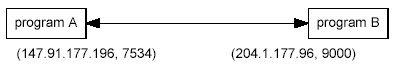 program A
program B
(147.91.177.196, 7534)
(204.1.177.96, 9000)